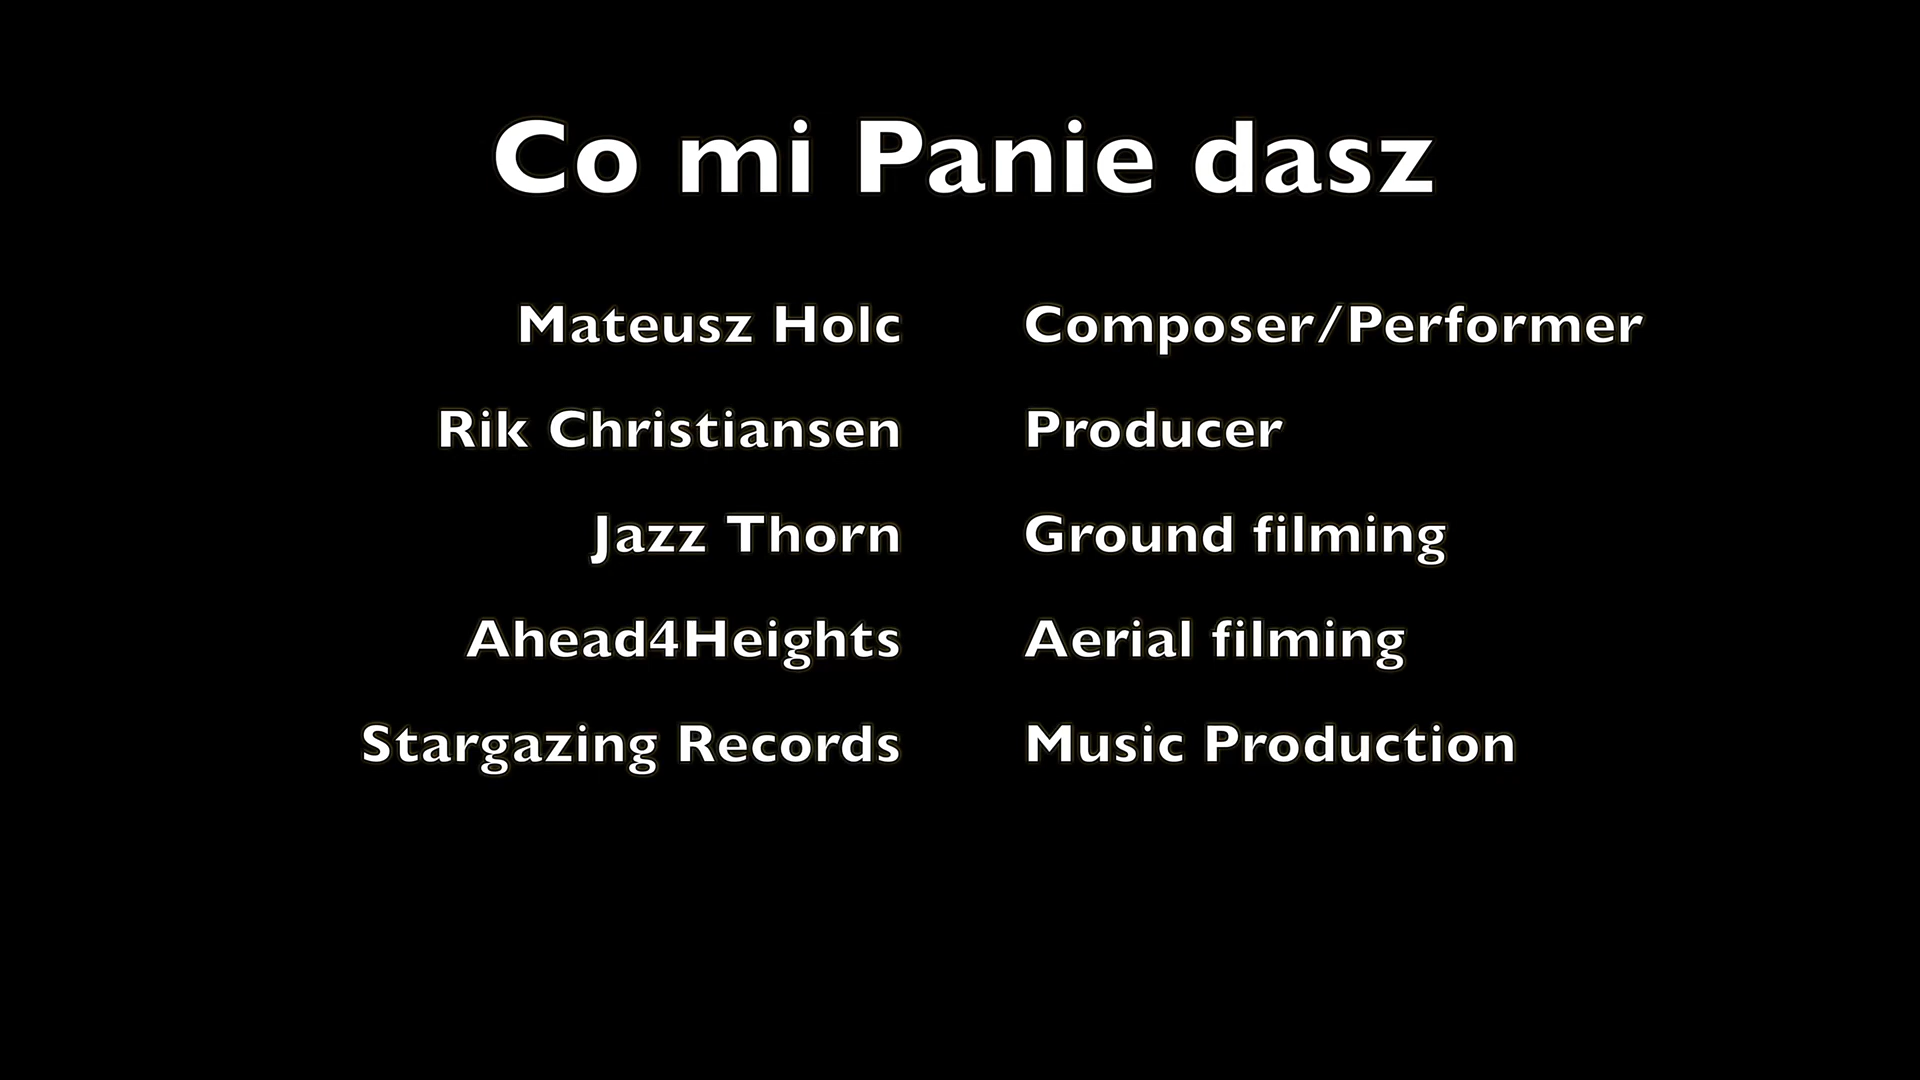 Co mi Panie dasz
Mateusz Holc Composer/Performer
Rik Christiansen Producer
Jazz Thorn Ground filming
Ahead4Heights Aerial filming
Stargazing Records Music Production